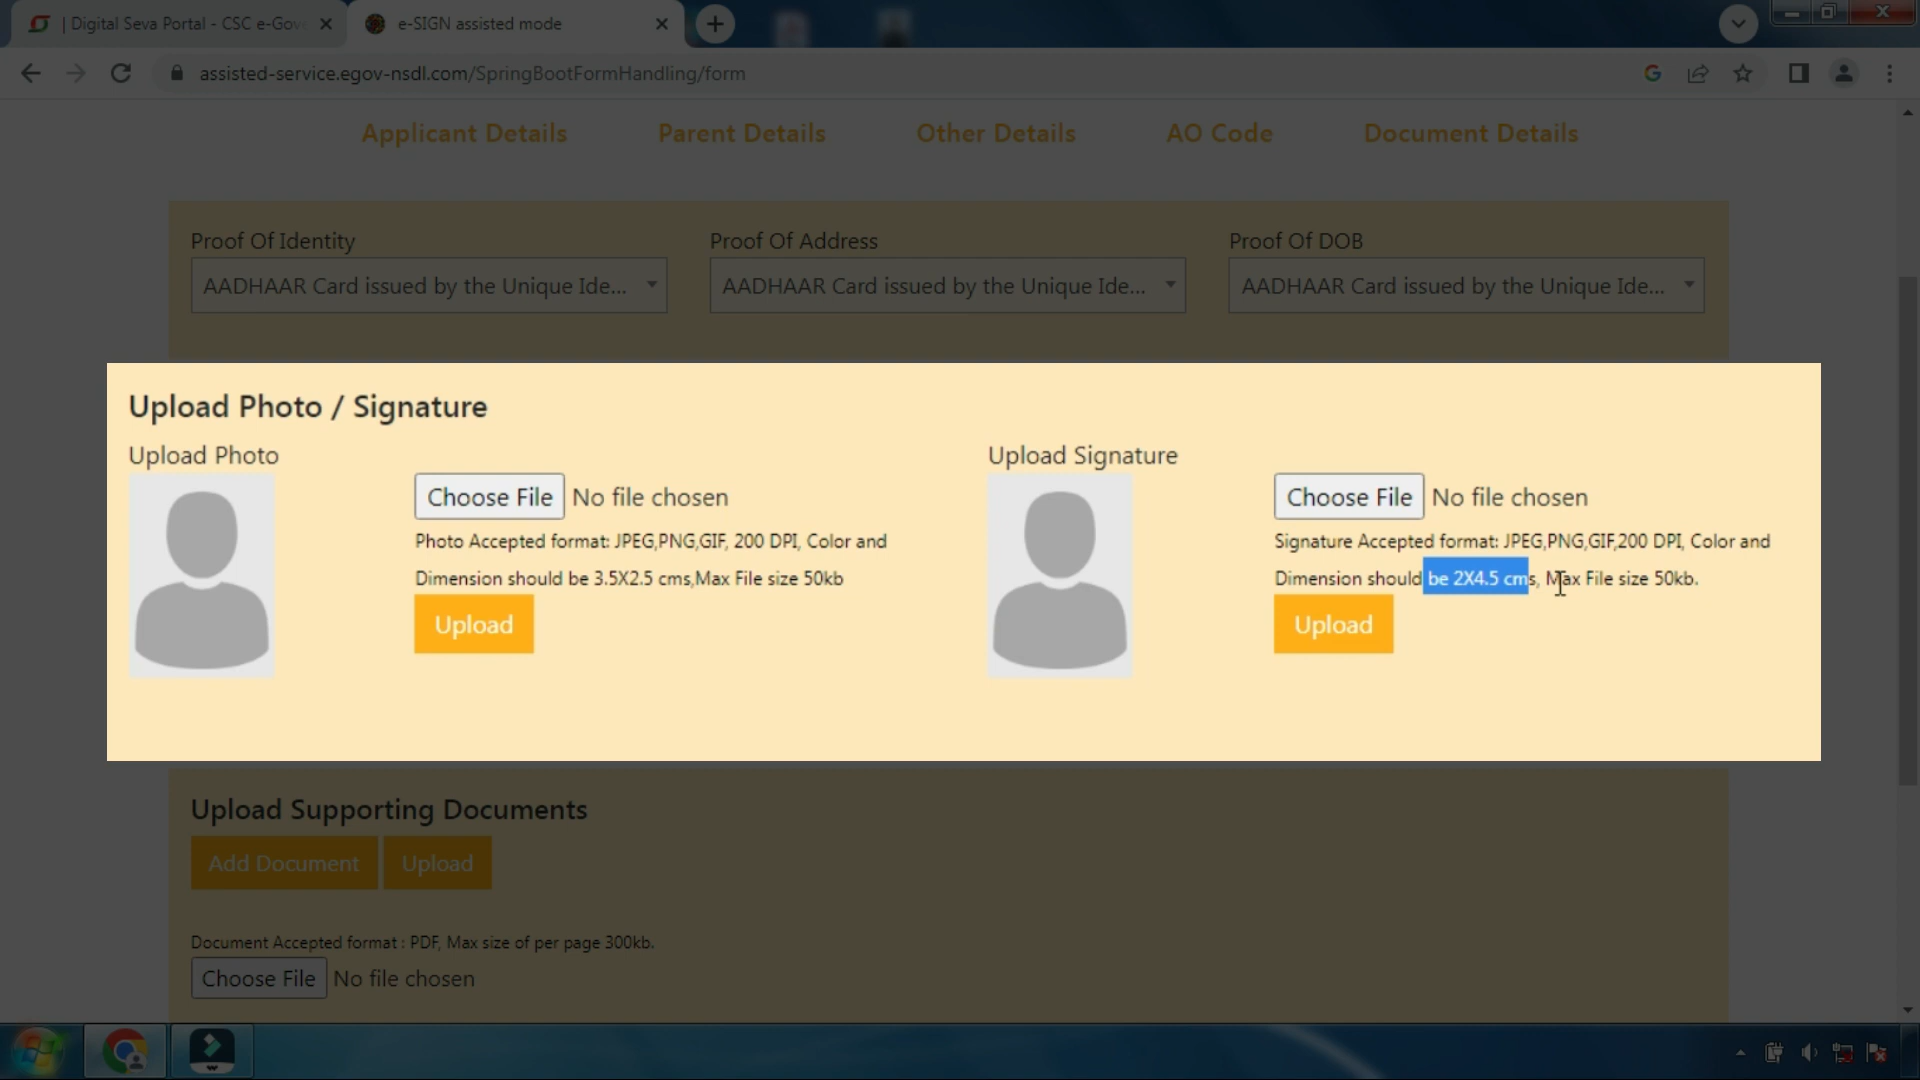 | Digital Seva Portal - CSC e-Gov
e-SIGN assisted mode
assisted-service.egov-nsdl.com/SpringBootFormHandling/form
Applicant Details Parent Details Other Details AO Code Document Details
Proof Of Identity Proof Of Address Proof Of DOB
AADHAAR Card issued by the Unique Ide... AADHAAR Card issued by the Unique Ide... AADHAAR Card issued by the Unique Ide...
Upload Photo / Signature
Upload Photo
Choose File No file chosen
Photo Accepted format: JPEG,PNG,GIF, 200 DPI, Color and
Dimension should be 3.5X2.5 cms,Max File size 50kb
Upload
Upload Signature
Choose File No file chosen
Signature Accepted format: JPEG,PNG,GIF,200 DPI, Color and
Dimension should be 2X4.5 cms, Max File size 50kb.
Upload
Upload Supporting Documents
Add Document Upload
Document Accepted format : PDF, Max size of per page 300kb.
Choose File No file chosen